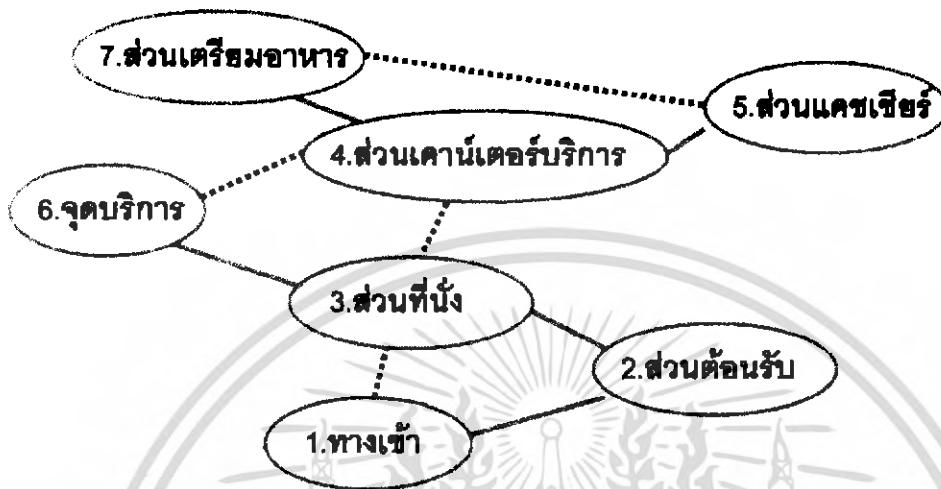 7.ส่วนเตรียมอาหาร
5.ส่วนแคชเชียร์
4.ส่วนเคาน์เตอร์บริการ
6.จุดบริการ
3.ส่วนที่นั่ง
2.ส่วนต้อนรับ
1.ทางเข้า